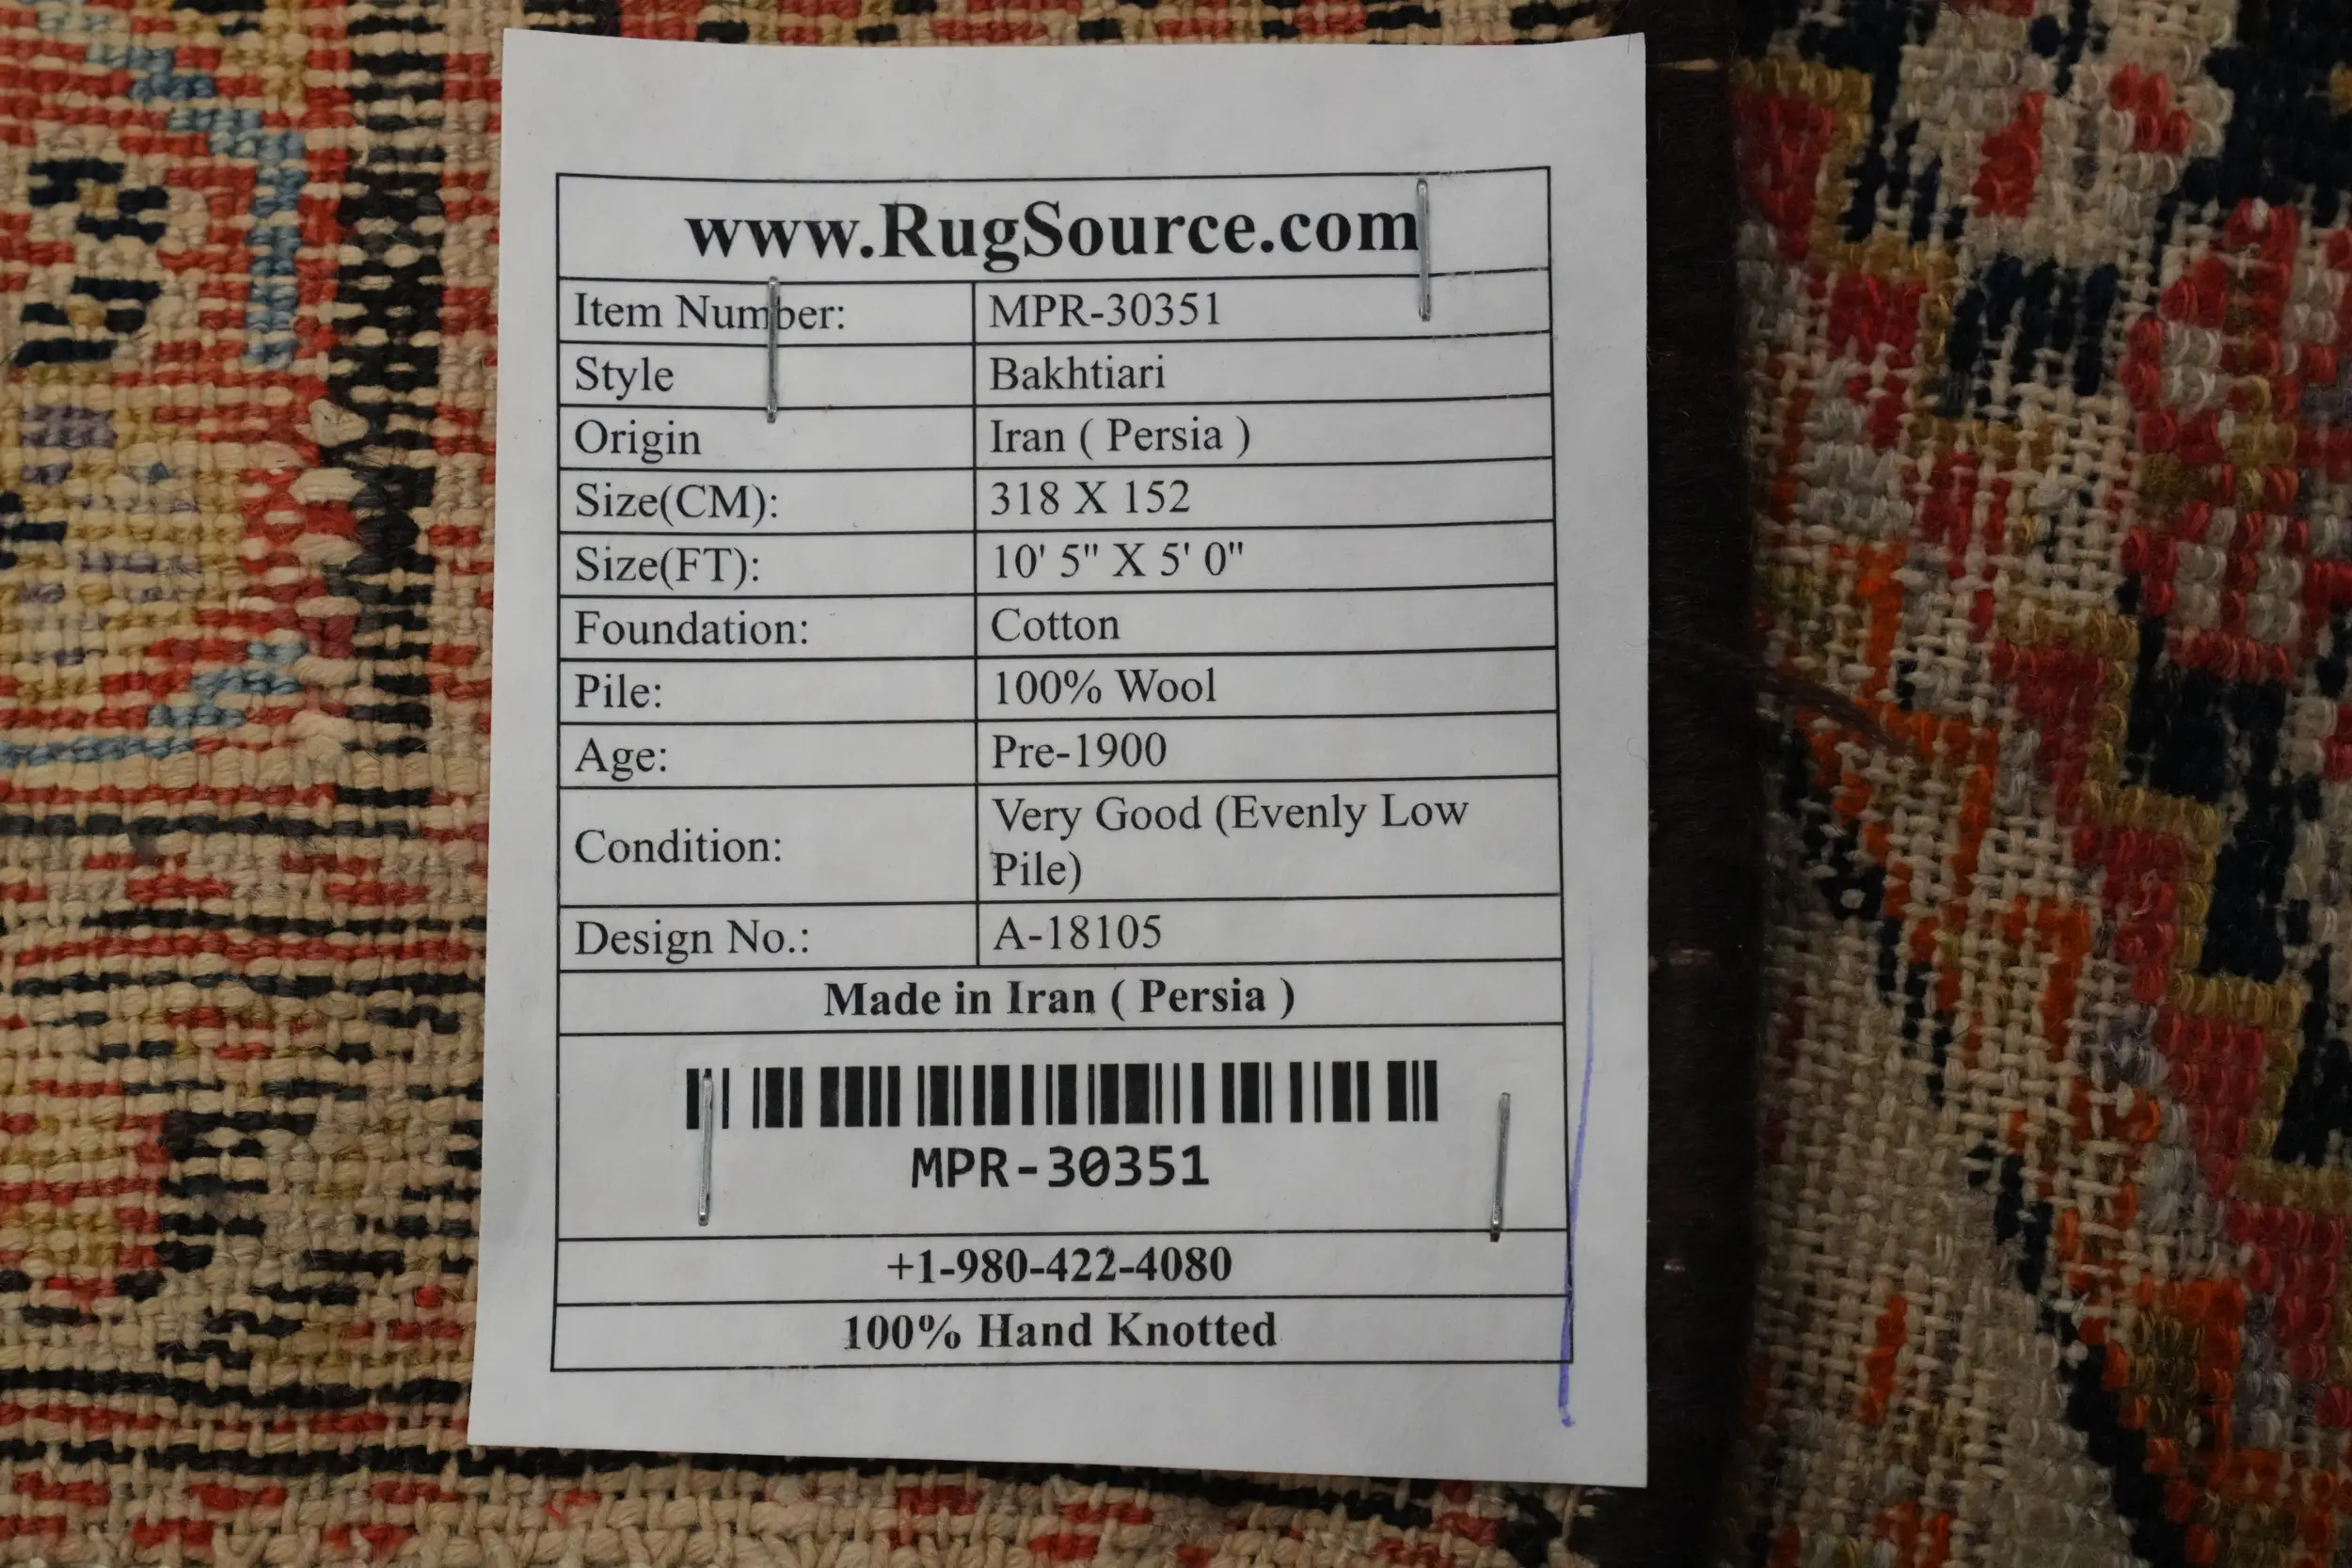 www.RugSource.com
Item Number: MPR-30351
Style Bakhtiari
Origin Iran ( Persia )
Size(CM): 318 X 152
Size(FT): 10' 5" X 5' 0"
Foundation: Cotton
Pile: 100% Wool
Age: Pre-1900
Condition: Very Good (Evenly Low
Pile)
Design No.: A-18105
Made in Iran ( Persia )
MPR-30351
+1-980-422-4080
100% Hand Knotted